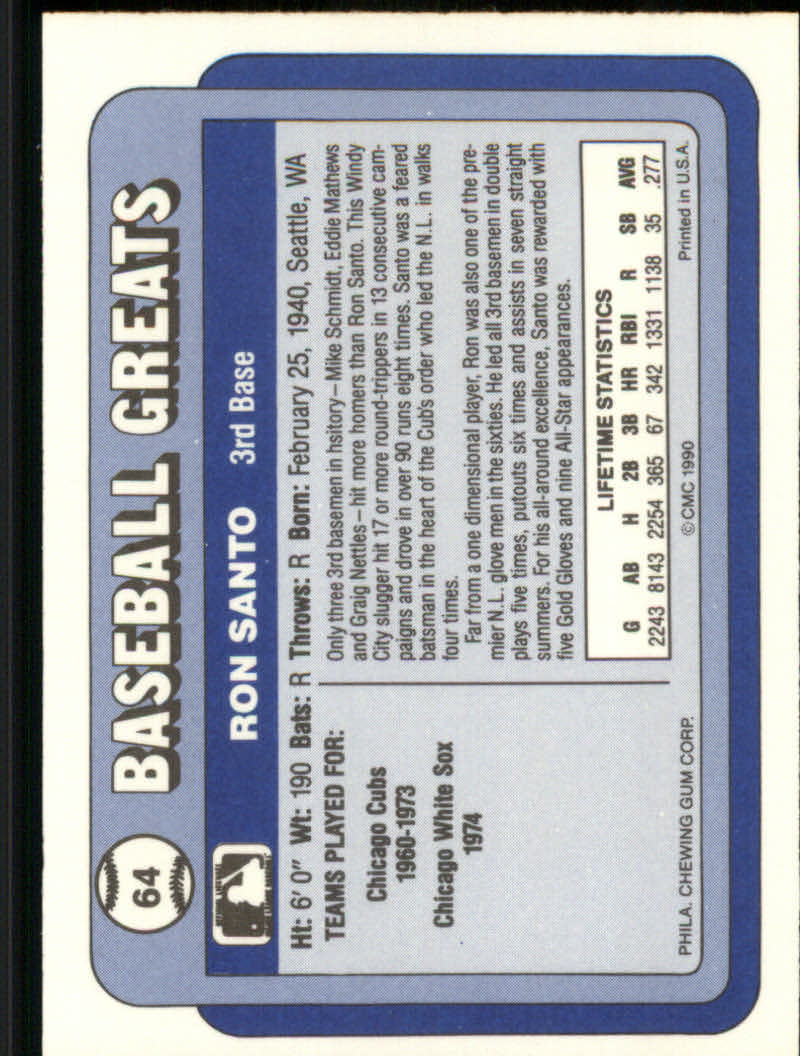 64
BASEBALL GREATS
RON SANTO 3rd Base
Ht: 6' 0" Wt: 190 Bats: R Throws: R Born: February 25, 1940, Seattle, WA
TEAMS PLAYED FOR:
Chicago Cubs
1960-1973
Chicago White Sox
1974
Only three 3rd basemen in hsitory–Mike Schmidt, Eddie Mathews
and Graig Nettles–hit more homers than Ron Santo. This Windy
City slugger hit 17 or more round-trippers in 13 consecutive cam-
paigns and drove in over 90 runs eight times. Santo was a feared
batsman in the heart of the Cub's order who led the N.L. in walks
four times.
Far from a one dimensional player, Ron was also one of the pre-
mier N.L. glove men in the sixties. He led all 3rd basemen in double
plays five times, putouts six times and assists in seven straight
summers. For his all-around excellence, Santo was rewarded with
five Gold Gloves and nine All-Star appearances.
LIFETIME STATISTICS
G AB H 2B 3B HR RBI R SB AVG
2243 8143 2254 365 67 342 1331 1138 35 .277
PHILA. CHEWING GUM CORP. © CMC 1990 Printed in U.S.A.